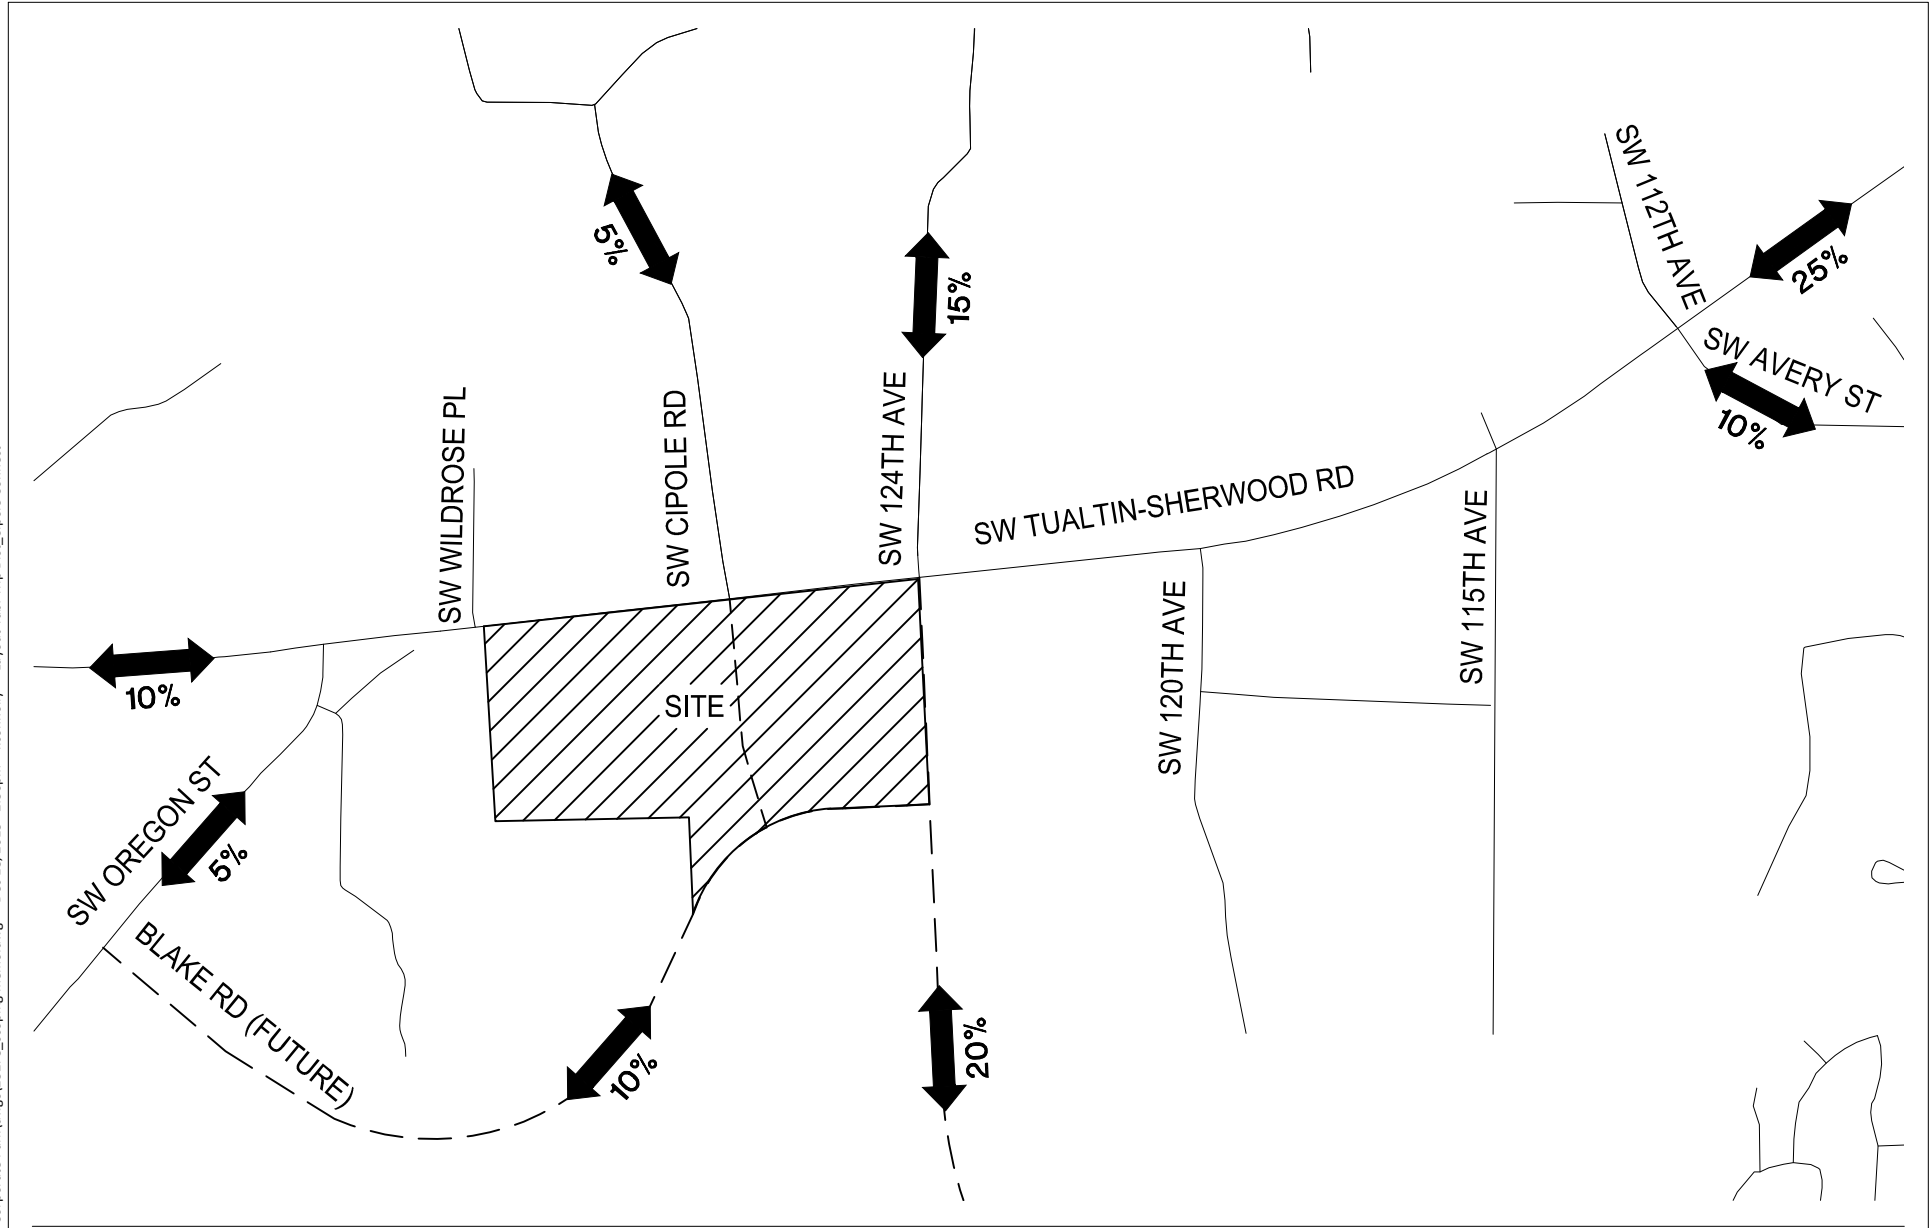 SW 112TH AVE
5%
15%
25%
SW AVERY ST
10%
SW WILDROSE PL
SW CIPOLE RD
SW 124TH AVE
SW TUALTIN-SHERWOOD RD
SW 115TH AVE
SW 120TH AVE
10%
SITE
SW OREGON ST
5%
BLAKE RD (FUTURE)
10%
20%